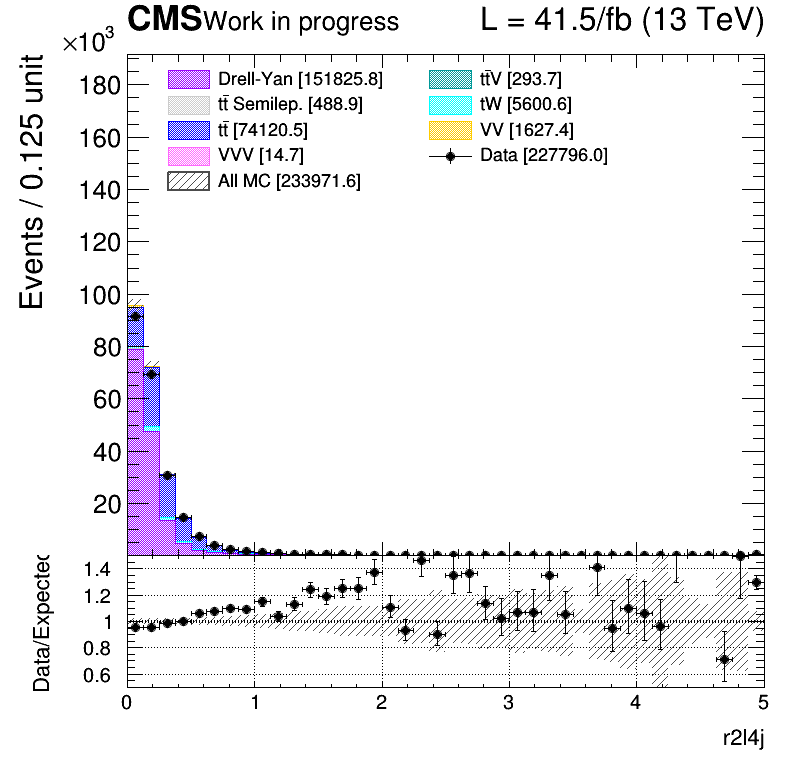 CMS Work in progress L = 41.5/fb (13 TeV)
×10³
Events / 0.125 unit
180
160
140
120
100
80
60
40
20
Drell-Yan [151825.8]
tt̄ Semilep. [488.9]
tt̄ [74120.5]
VVV [14.7]
All MC [233971.6]
tt̄V [293.7]
tW [5600.6]
VV [1627.4]
Data [227796.0]
Data/Expected
1.4
1.2
1
0.8
0.6
0 1 2 3 4 5
r2l4j